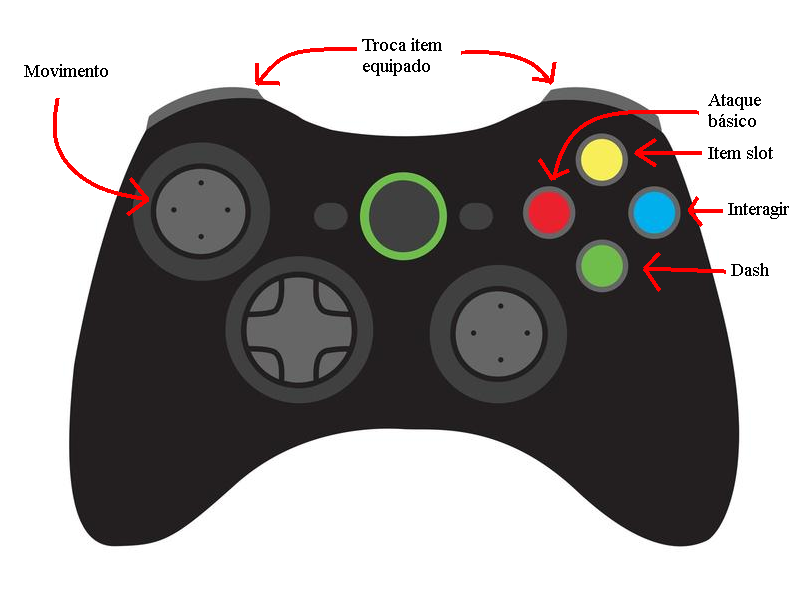 Troca item
equipado
Movimento
Ataque
básico
Item slot
Interagir
Dash